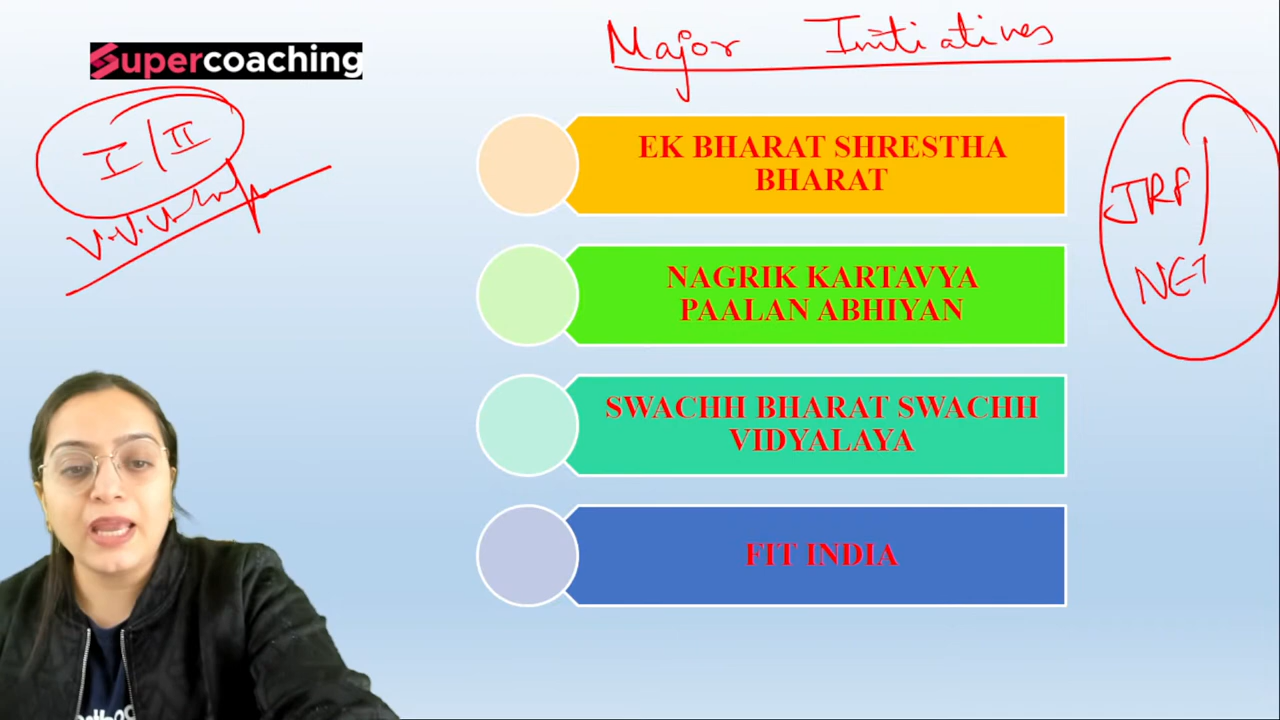 Supercoaching
Major Initiatives
I/II
V.V.V.Imp
JRF
NET
EK BHARAT SHRESTHA
BHARAT
NAGRIK KARTAVYA
PAALAN ABHIYAN
SWACHH BHARAT SWACHH
VIDYALAYA
FIT INDIA